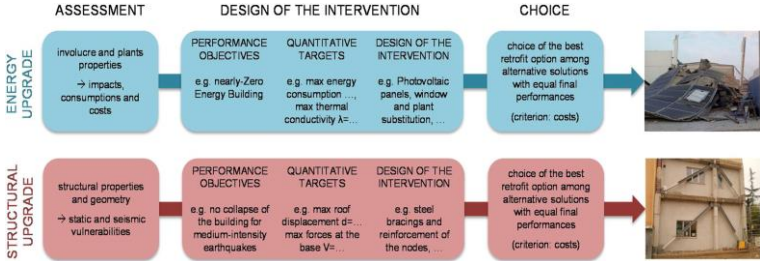 ASSESSMENT
DESIGN OF THE INTERVENTION
CHOICE
ENERGY
UPGRADE
involucre and plants
properties
→ impacts,
consumptions and
costs
PERFORMANCE
OBJECTIVES
e.g. nearly-Zero
Energy Building
QUANTITATIVE
TARGETS
e.g. max energy
consumption ...,
max thermal
conductivity λ=...
DESIGN OF THE
INTERVENTION
e.g. Photovoltaic
panels, window
and plant
substitution, ...
choice of the best
retrofit option among
alternative solutions
with equal final
performances
(criterion: costs)
STRUCTURAL
UPGRADE
structural properties
and geometry
→ static and seismic
vulnerabilities
PERFORMANCE
OBJECTIVES
e.g. no collapse of
the building for
medium-intensity
earthquakes
QUANTITATIVE
TARGETS
e.g. max roof
displacement d=...
max forces at the
base V=...
DESIGN OF THE
INTERVENTION
e.g. steel
bracings and
reinforcement of
the nodes, ...
choice of the best
retrofit option among
alternative solutions
with equal final
performances
(criterion: costs)